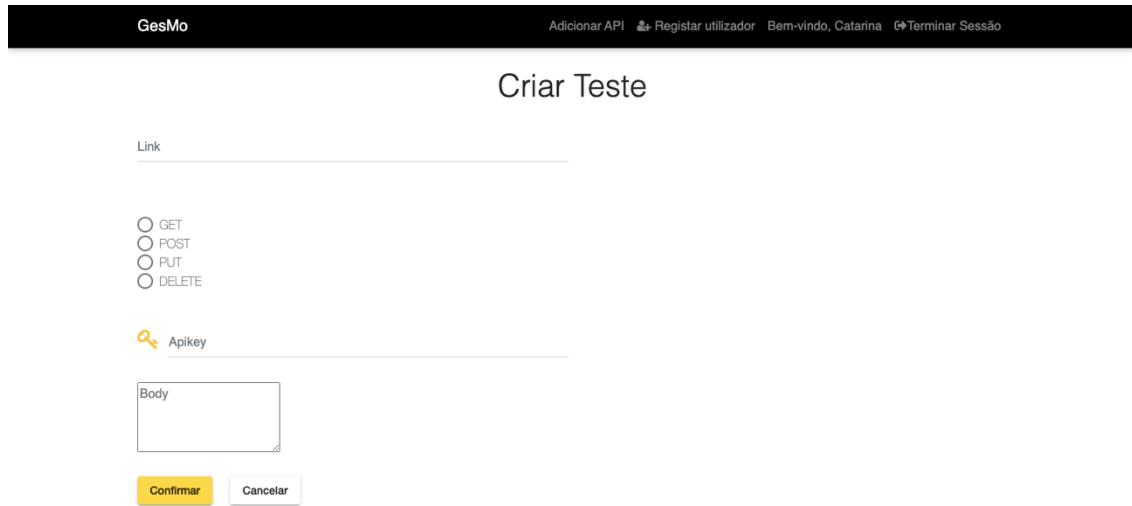 GesMo Adicionar API Registar utilizador Bem-vindo, Catarina Terminar Sessão
Criar Teste
Link
GET
POST
PUT
DELETE
Apikey
Body
Confirmar Cancelar